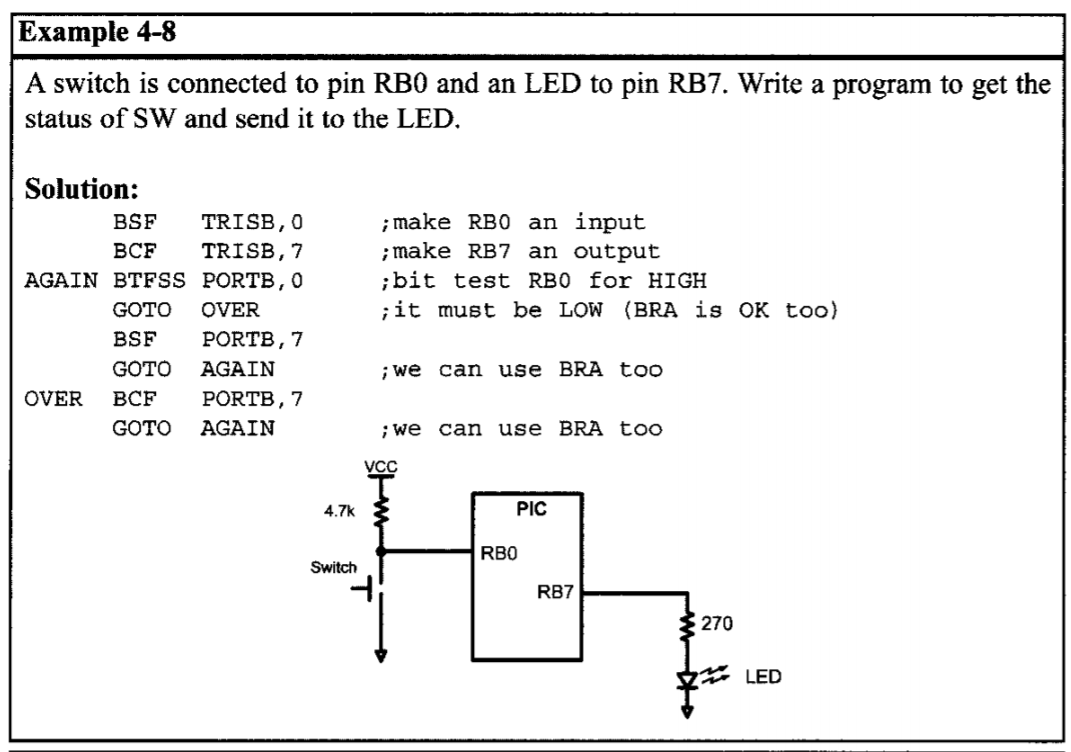 Example 4-8
A switch is connected to pin RB0 and an LED to pin RB7. Write a program to get the
status of SW and send it to the LED.
Solution:
BSF TRISB,0 ;make RB0 an input
BCF TRISB,7 ;make RB7 an output
AGAIN BTFSS PORTB,0 ;bit test RB0 for HIGH
GOTO OVER ;it must be LOW (BRA is OK too)
BSF PORTB,7
GOTO AGAIN ;we can use BRA too
OVER BCF PORTB,7
GOTO AGAIN ;we can use BRA too
VCC
4.7k
PIC
RB0
Switch
RB7
270
LED